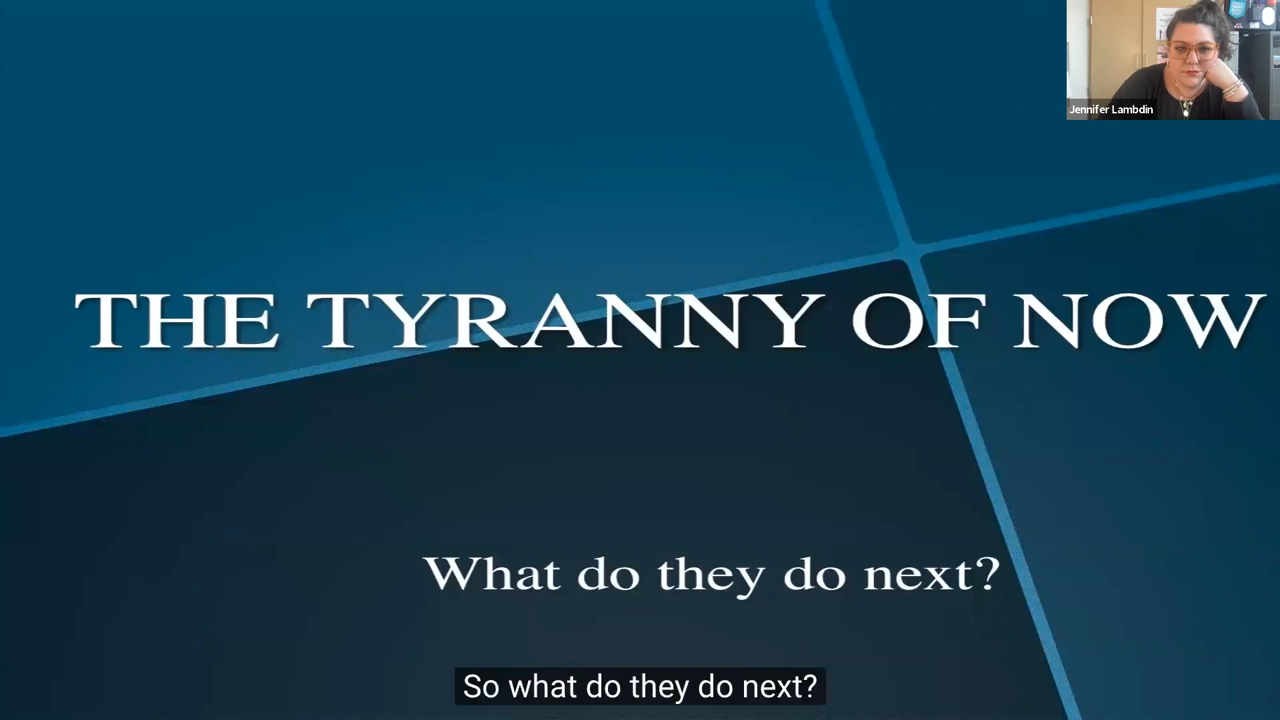 Jennifer Lambdin
THE TYRANNY OF NOW
What do they do next?
So what do they do next?